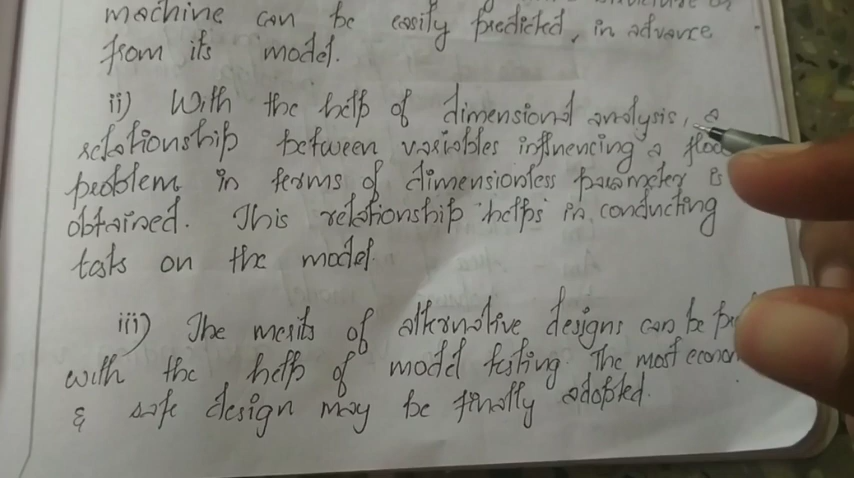 machine can be easily predicted, in advance
from its model.
ii) With the help of dimensional analysis, a
relationship between variables influencing a
problem in terms of dimensionless parameter is
obtained. This relationship helps in conducting
tests on the model.
iii) The merits of alternative designs can be
with the help of model testing. The most
& safe design may be finally adopted.